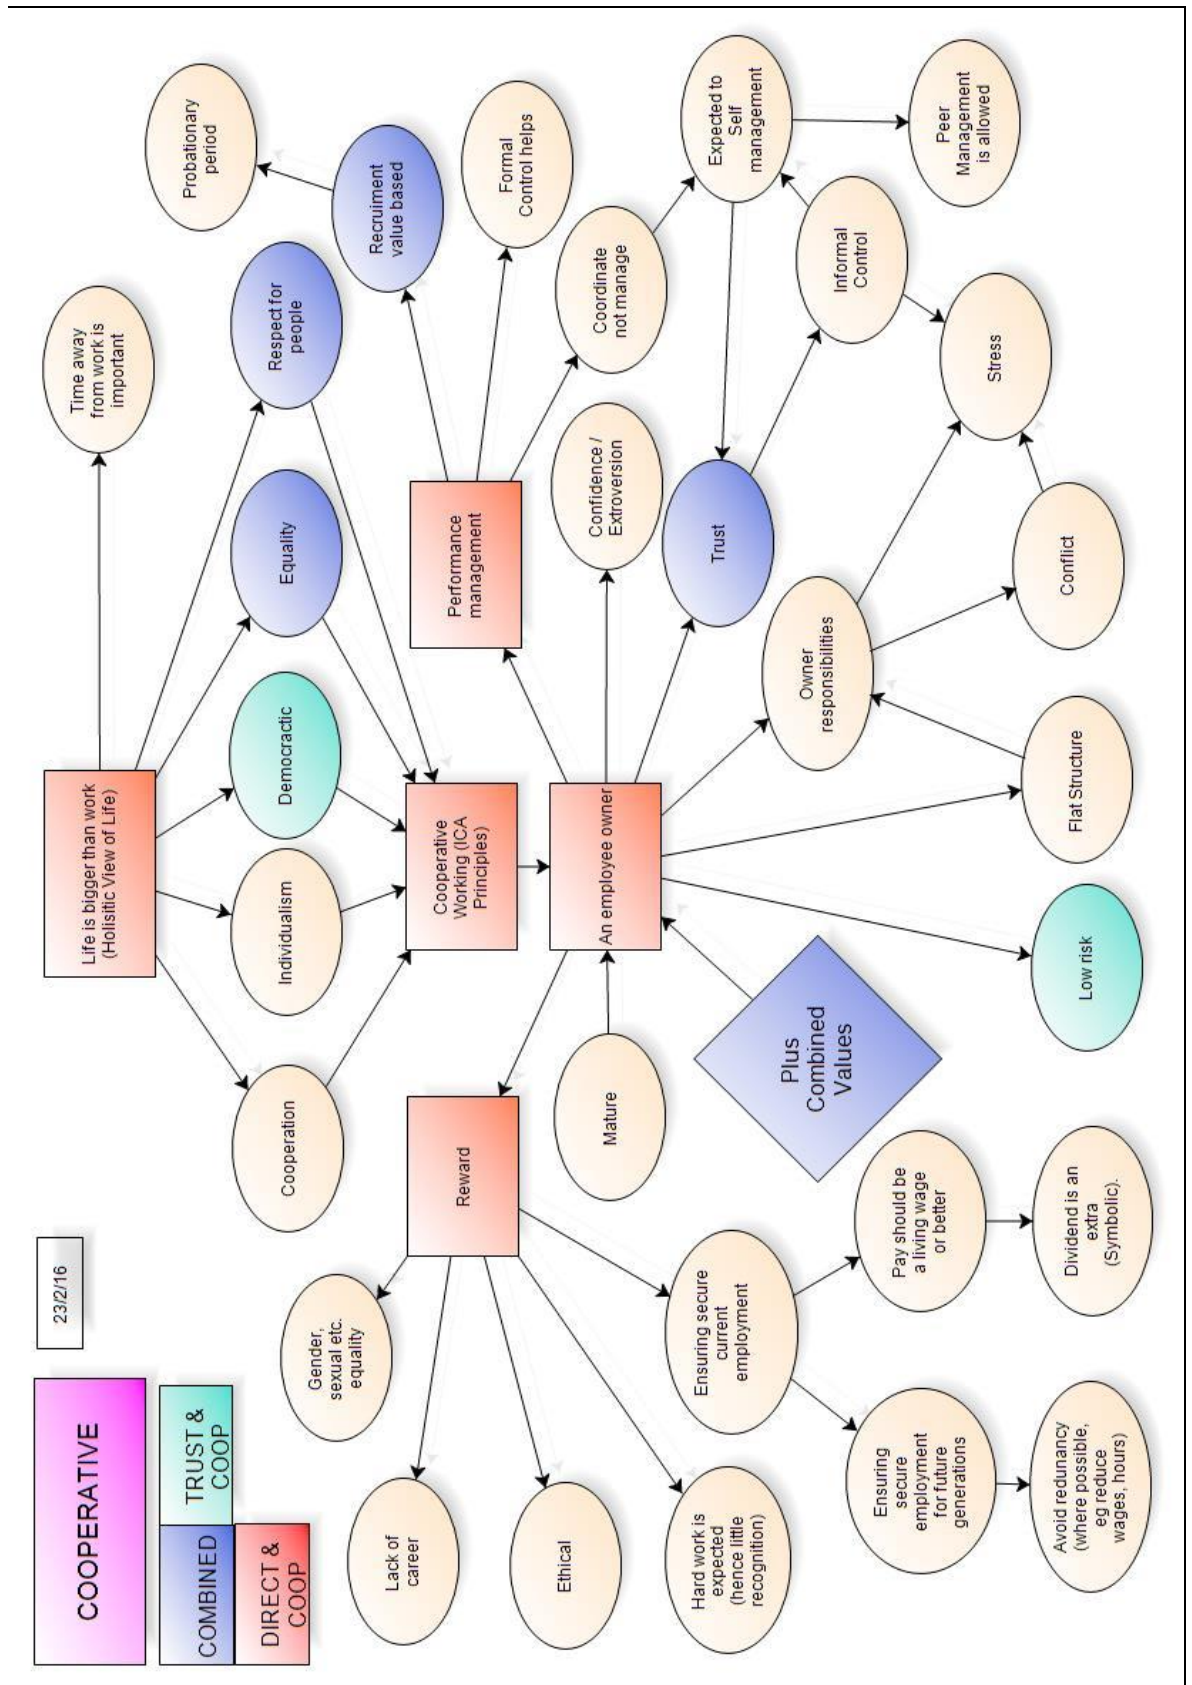 COOPERATIVE
COMBINED
TRUST &
COOP
DIRECT &
COOP
23/2/16
Life is bigger than work
(Holisitic View of Life)
Time away
from work is
important
Cooperation
Individualism
Democractic
Equality
Respect for
people
Probationary
period
Recruiment
value based
Gender,
sexual etc.
equality
Lack of
career
Ethical
Hard work is
expected
(hence little
recognition)
Reward
Cooperative
Working (ICA
Principles)
Performance
management
Formal
Control helps
Mature
An employee owner
Confidence /
Extroversion
Coordinate
not manage
Ensuring secure
current
employment
Plus
Combined
Values
Trust
Expected to
Self
management
Owner
responsibilities
Informal
Control
Ensuring
secure
employment
for future
generations
Pay should be
a living wage
or better
Stress
Peer
Management
is allowed
Avoid redunancy
(where possible,
eg reduce
wages, hours)
Dividend is an
extra
(Symbolic).
Low risk
Flat Structure
Conflict